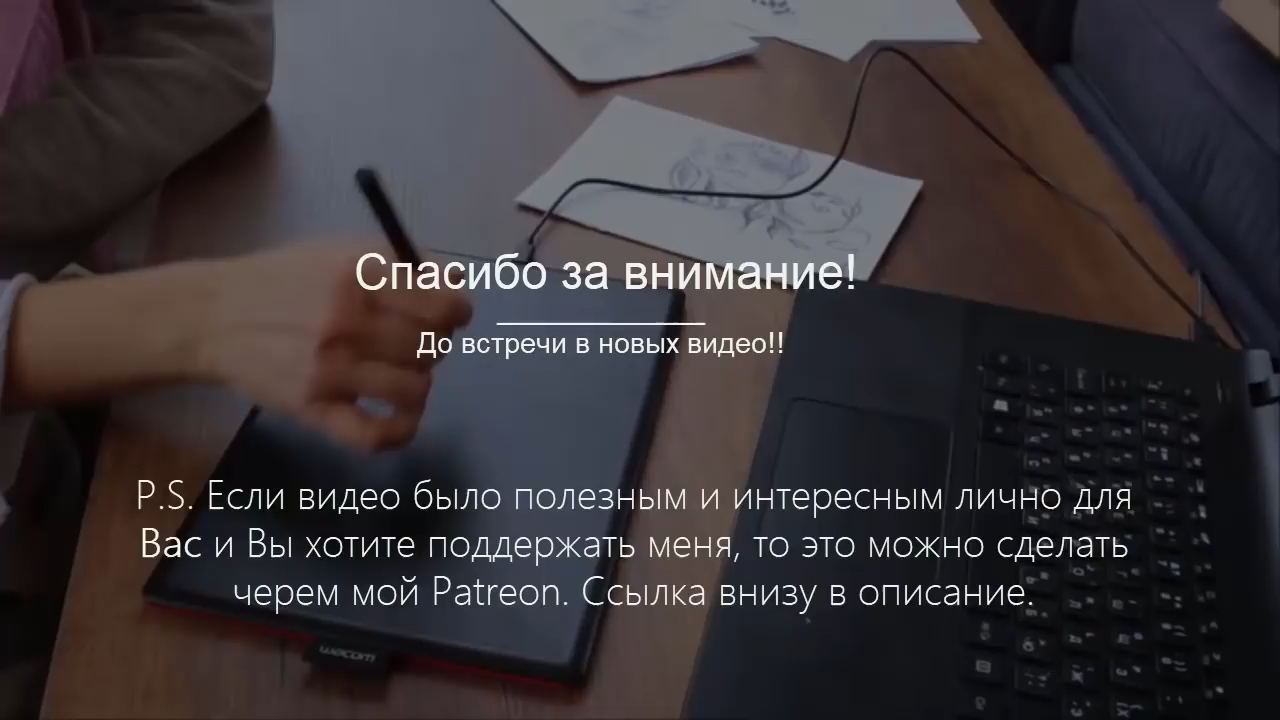 Спасибо за внимание!
До встречи в новых видео!!
P.S. Если видео было полезным и интересным лично для
Вас и Вы хотите поддержать меня, то это можно сделать
черем мой Patreon. Ссылка внизу в описание.
wacom